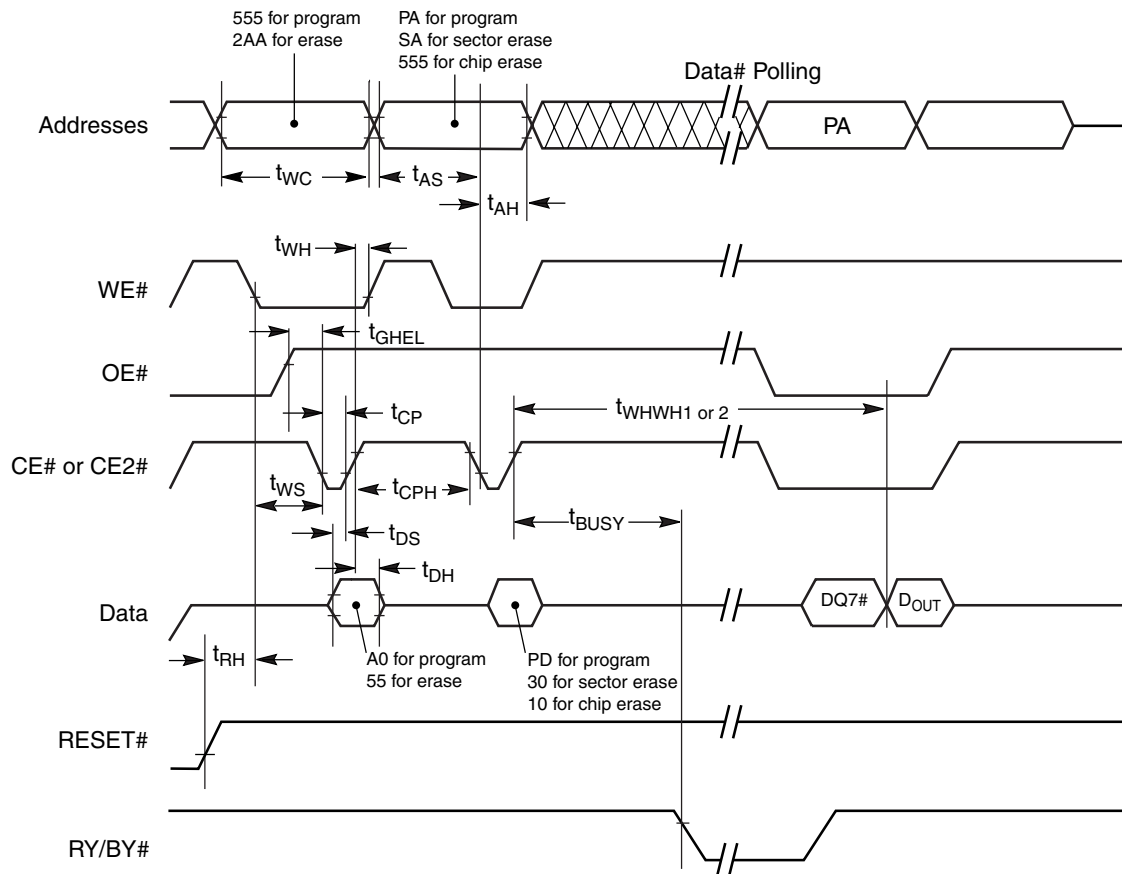 555 for program
2AA for erase
PA for program
SA for sector erase
555 for chip erase
Data# Polling
Addresses
PA
tWC
tAS
tAH
tWH
WE#
tGHEL
OE#
tCP
tWHWH1 or 2
CE# or CE2#
tWS
tCPH
tBUSY
tDS
tDH
Data
DQ7#
DOUT
tRH
A0 for program
55 for erase
PD for program
30 for sector erase
10 for chip erase
RESET#
RY/BY#